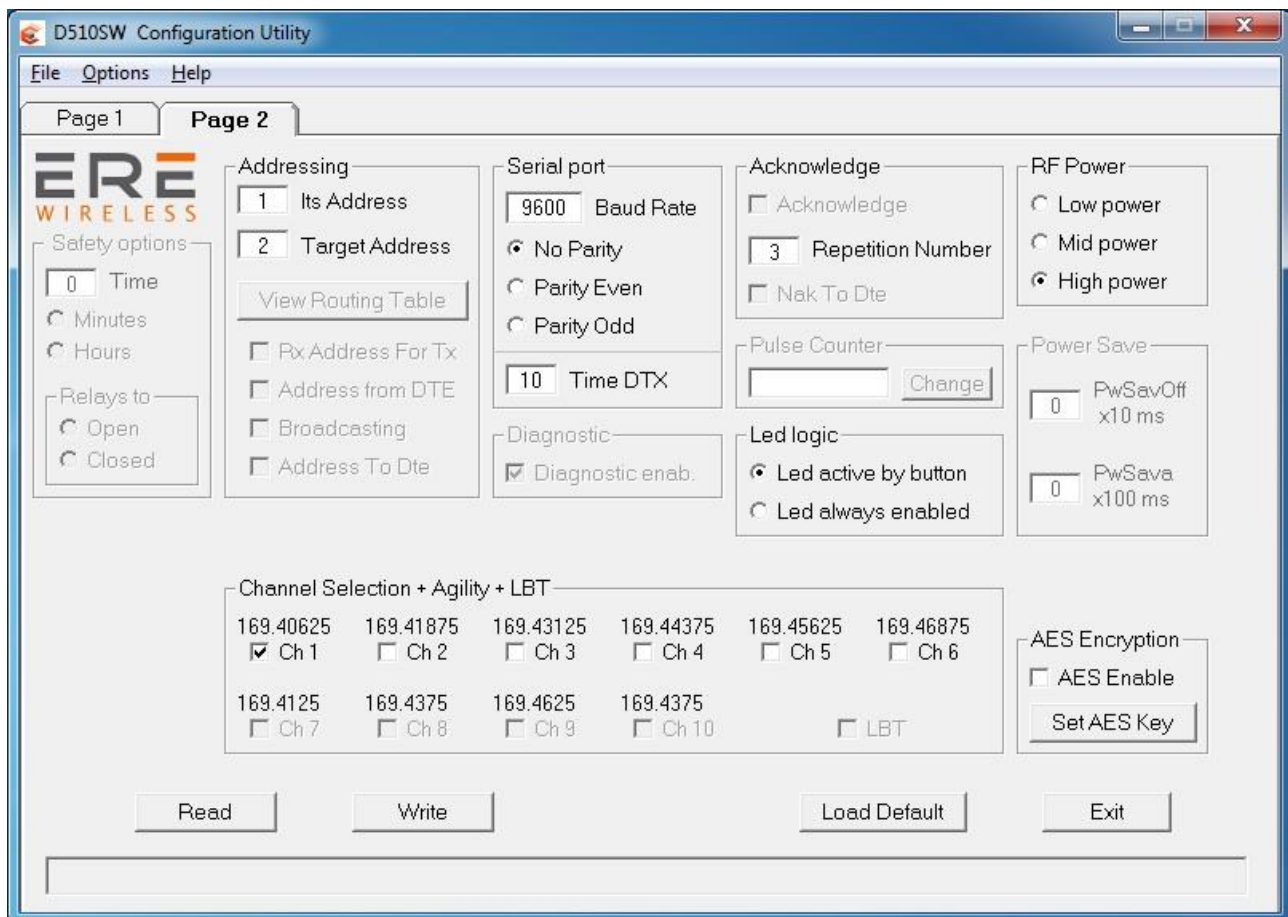 D510SW Configuration Utility
File Options Help
Page 1 Page 2
ERE
WIRELESS
Safety options
0 Time
Minutes
Hours
Relays to
Open
Closed
Addressing
1 Its Address
2 Target Address
View Routing Table
Rx Address For Tx
Address from DTE
Broadcasting
Address To Dte
Serial port
9600 Baud Rate
No Parity
Parity Even
Parity Odd
10 Time DTX
Diagnostic
Diagnostic enab.
Acknowledge
Acknowledge
3 Repetition Number
Nak To Dte
Pulse Counter
Change
Led logic
Led active by button
Led always enabled
RF Power
Low power
Mid power
High power
Power Save
0 PwSavOff
x10 ms
0 PwSava
x100 ms
Channel Selection + Agility + LBT
169.40625 169.41875 169.43125 169.44375 169.45625 169.46875
Ch 1 Ch 2 Ch 3 Ch 4 Ch 5 Ch 6
169.4125 169.4375 169.4625 169.4375
Ch 7 Ch 8 Ch 9 Ch 10 LBT
AES Encryption
AES Enable
Set AES Key
Read Write Load Default Exit